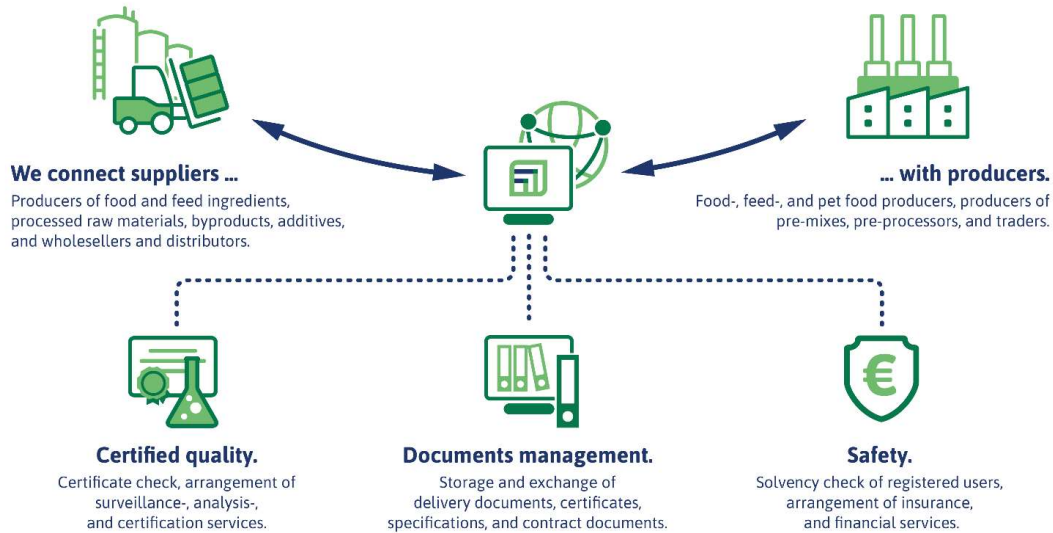 We connect suppliers ...
Producers of food and feed ingredients,
processed raw materials, byproducts, additives,
and wholesellers and distributors.
... with producers.
Food-, feed-, and pet food producers, producers of
pre-mixes, pre-processors, and traders.
Certified quality.
Certificate check, arrangement of
surveillance-, analysis-,
and certification services.
Documents management.
Storage and exchange of
delivery documents, certificates,
specifications, and contract documents.
€
Safety.
Solvency check of registered users,
arrangement of insurance,
and financial services.